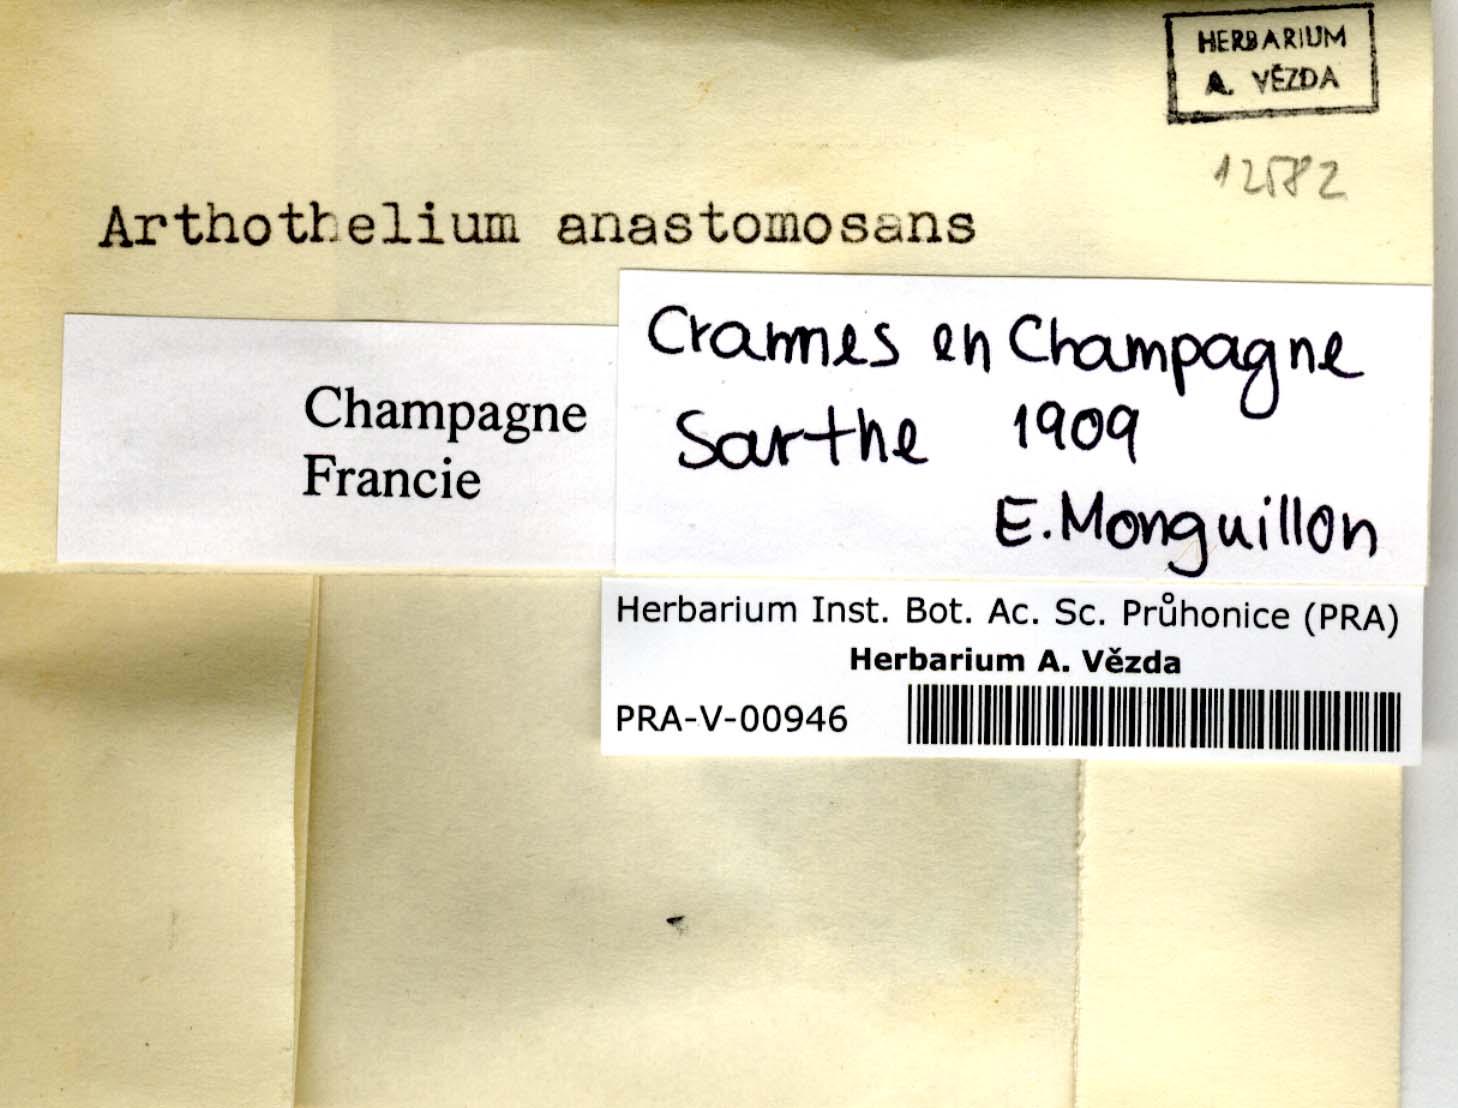 HERBARIUM
A. VĚZDA
12582
Arthothelium anastomosans
Champagne
Francie
Crannes en Champagne
Sarthe 1909
E. Monguillon
Herbarium Inst. Bot. Ac. Sc. Průhonice (PRA)
Herbarium A. Vězda
PRA-V-00946